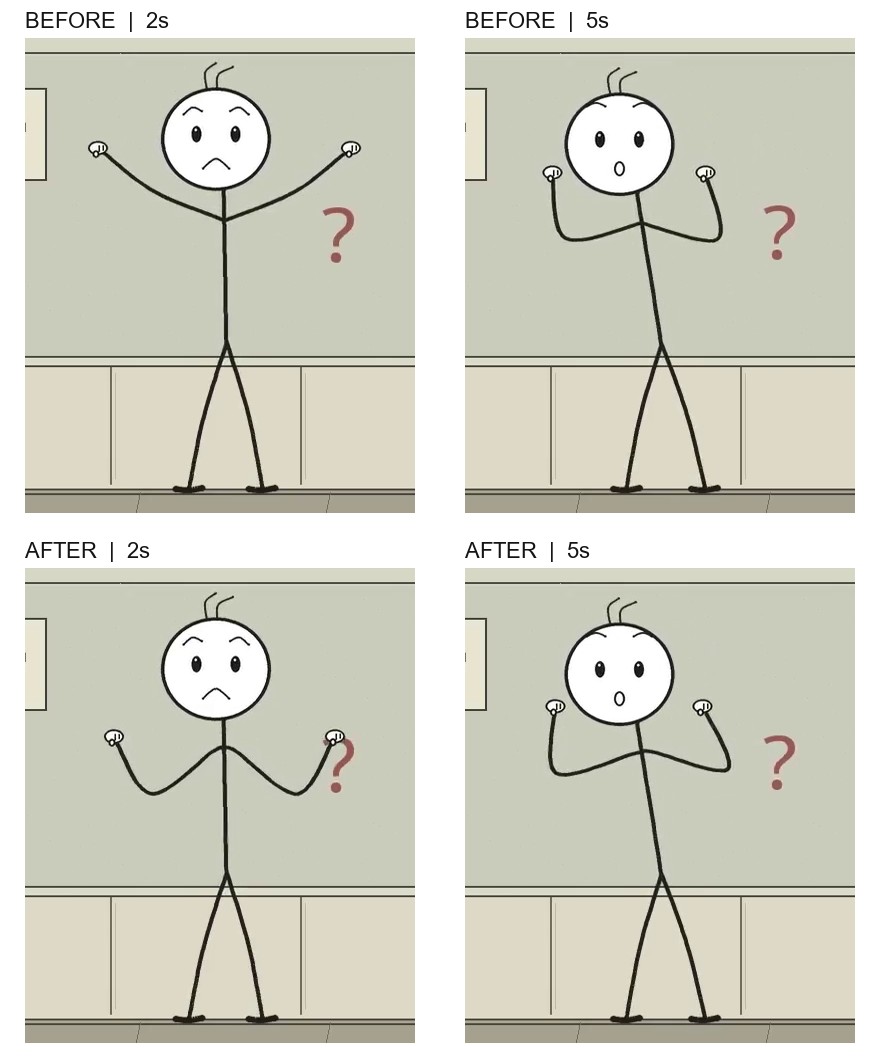 BEFORE | 2s
BEFORE | 5s
?
?
AFTER | 2s
AFTER | 5s
?
?